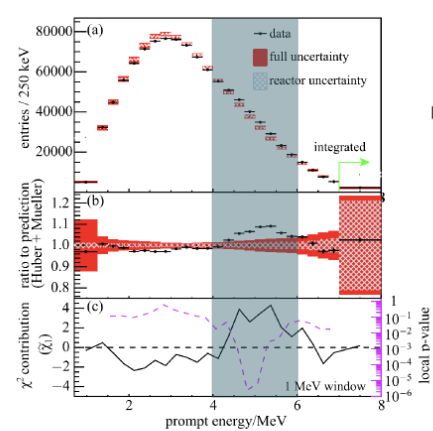 (a)
data
full uncertainty
reactor uncertainty
integrated
entries / 250 keV
80000
60000
40000
20000
(b)
ratio to prediction
(Huber + Mueller)
1.2
1.1
1.0
0.9
0.8
(c)
χ² contribution
(χ̃ᵢ)
4
2
0
−2
−4
1
10⁻¹
10⁻²
10⁻³
10⁻⁴
10⁻⁵
10⁻⁶
local p-value
1 MeV window
2
4
6
8
prompt energy/MeV